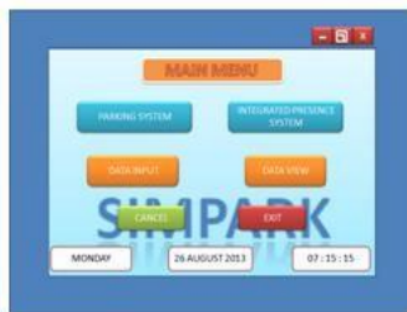 MAIN MENU
PARKING SYSTEM
INTEGRATED PRESENCE
SYSTEM
DATA INPUT
DATA VIEW
SIMPARK
CANCEL
EXIT
MONDAY
26 AUGUST 2013
07 : 15 : 15